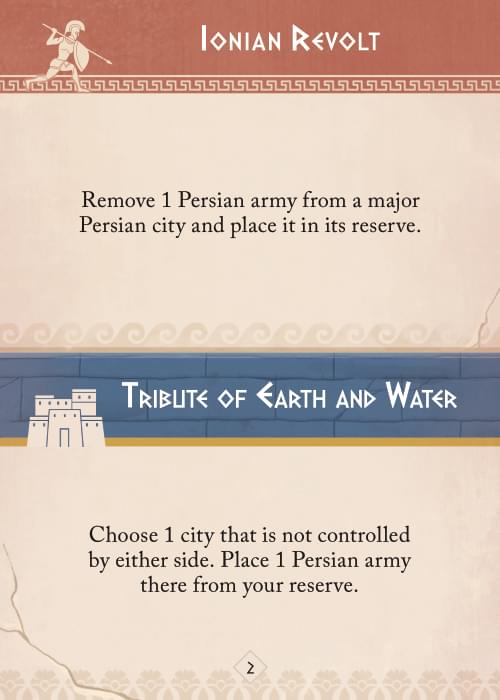 Ionian Revolt
Remove 1 Persian army from a major
Persian city and place it in its reserve.
Tribute of Earth and Water
Choose 1 city that is not controlled
by either side. Place 1 Persian army
there from your reserve.
2